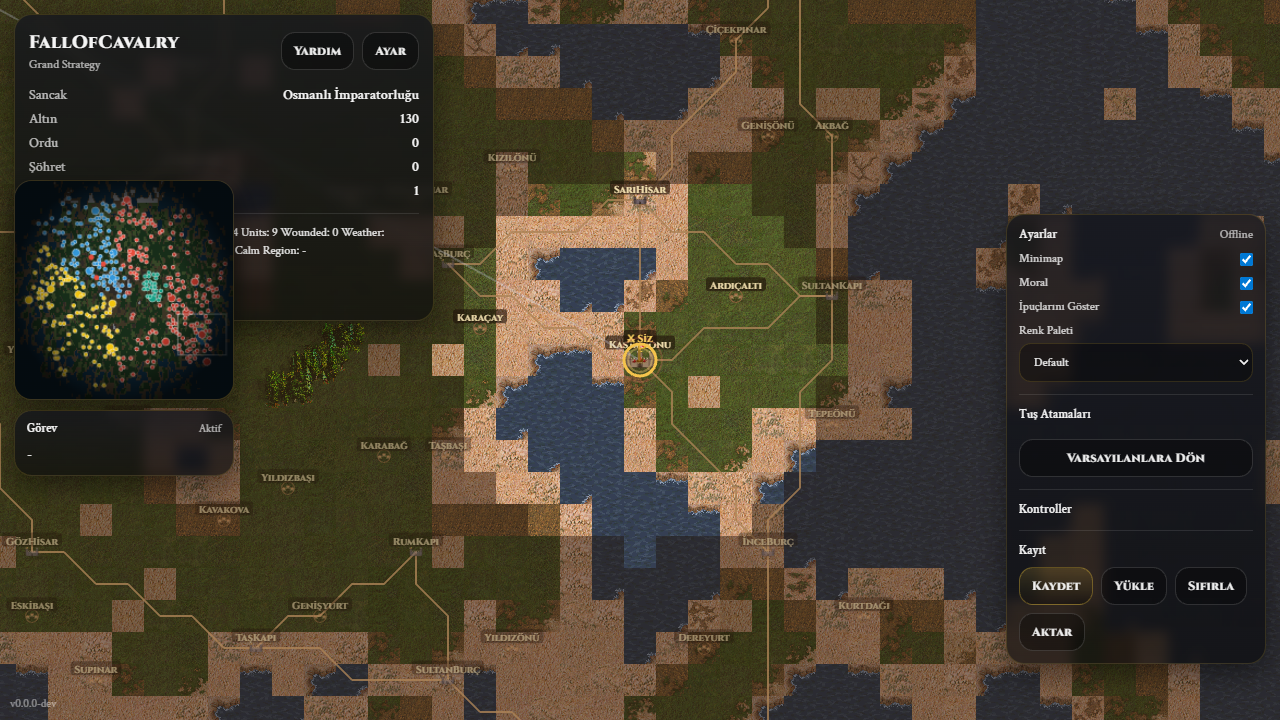 FallOfCavalry
Grand Strategy
Yardım
Ayar
Sancak
Osmanlı İmparatorluğu
Altın
130
Ordu
0
Şöhret
0
1
4 Units: 9 Wounded: 0 Weather:
Calm Region: -
Görev
Aktif
-
Çiçekpınar
Genişönü
Akbağ
Kızılönü
Sarıhisar
Ardıçaltı
Sultankapı
Karaçay
Siz
Tepeönü
Karabağ
Taşbaşı
Yıldızbaşı
Kavakova
Gözhisar
Rumkapı
İnceburç
Eskibaşı
Genişyurt
Kurtdağı
Taşkapı
Yıldızönü
Dereyurt
Supınar
Sultanburç
v0.0.0-dev
Ayarlar
Offline
Minimap
Moral
İpuçlarını Göster
Renk Paleti
Default
Tuş Atamaları
Varsayılanlara Dön
Kontroller
Kayıt
Kaydet
Yükle
Sıfırla
Aktar